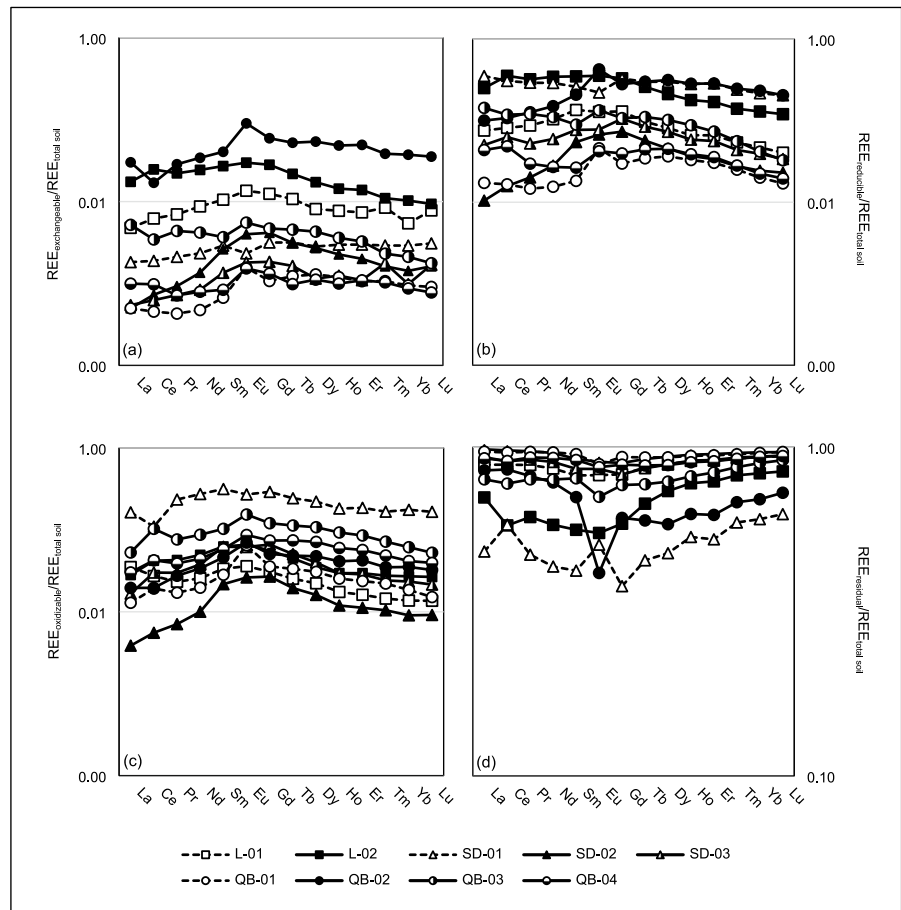 1.00
0.01
0.00
REEexchangeable/REEtotal soil
(a)
La Ce Pr Nd Sm Eu Gd Tb Dy Ho Er Tm Yb Lu
1.00
0.01
0.00
REEreducible/REEtotal soil
(b)
La Ce Pr Nd Sm Eu Gd Tb Dy Ho Er Tm Yb Lu
1.00
0.01
0.00
REEoxidizable/REEtotal soil
(c)
La Ce Pr Nd Sm Eu Gd Tb Dy Ho Er Tm Yb Lu
1.00
0.10
REEresidual/REEtotal soil
(d)
La Ce Pr Nd Sm Eu Gd Tb Dy Ho Er Tm Yb Lu
L-01 L-02 SD-01 SD-02 SD-03
QB-01 QB-02 QB-03 QB-04